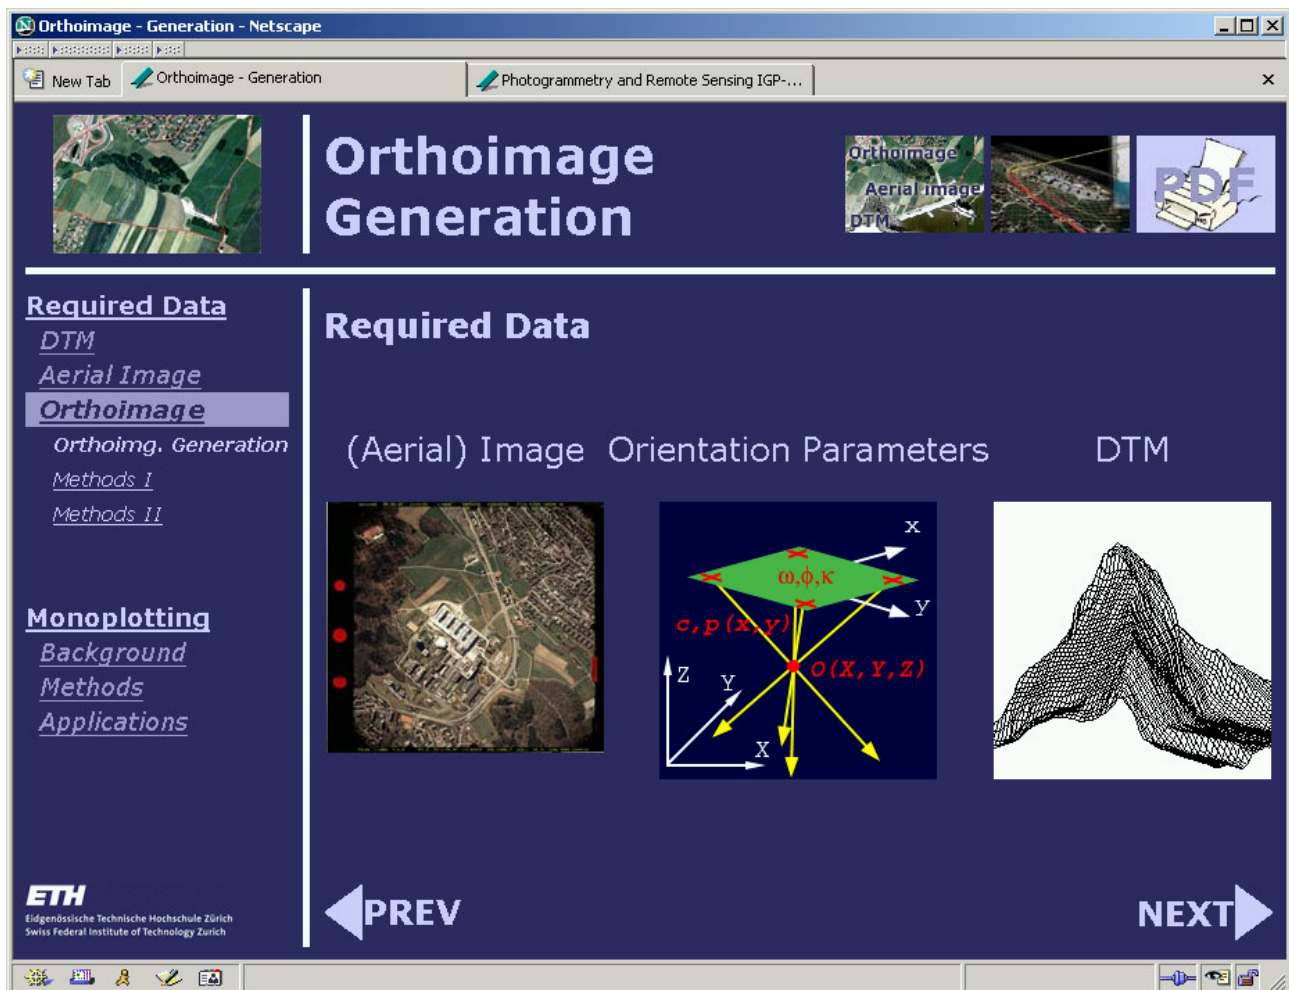 Orthoimage - Generation - Netscape
New Tab
Orthoimage - Generation
Photogrammetry and Remote Sensing IGP-...
Orthoimage
Generation
Orthoimage
Aerial image
DTM
PDF
Required Data
DTM
Aerial Image
Orthoimage
Orthoimg. Generation
Methods I
Methods II
Monoplotting
Background
Methods
Applications
Required Data
(Aerial) Image
Orientation Parameters
DTM
x
ω,φ,κ
y
c,p(x,y)
O(X,Y,Z)
Z
Y
X
ETH
Eidgenössische Technische Hochschule Zürich
Swiss Federal Institute of Technology Zurich
PREV
NEXT